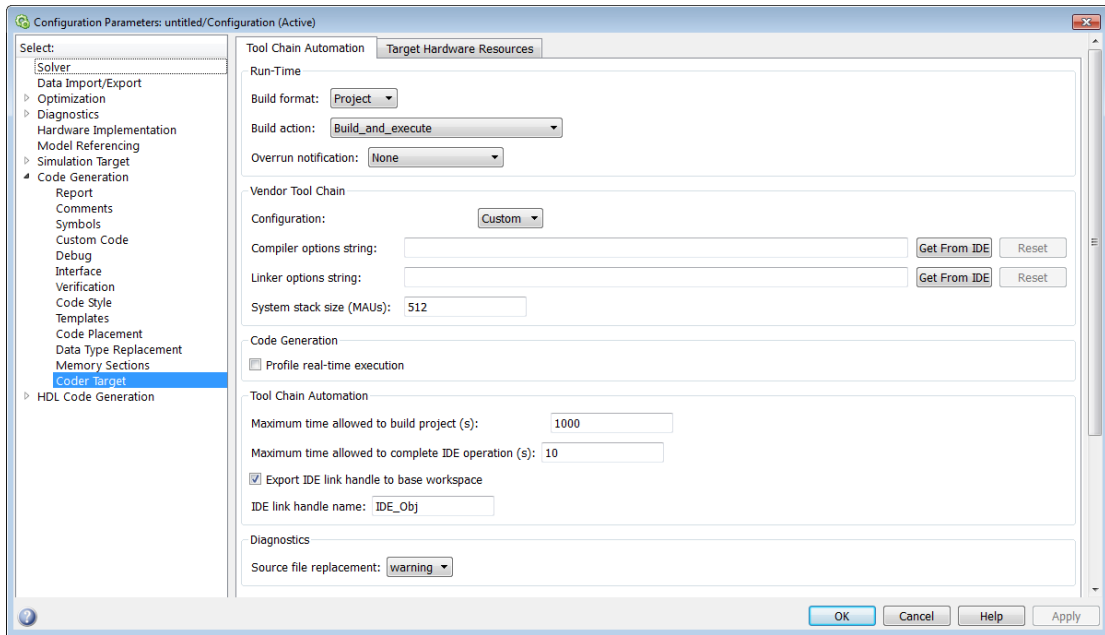 Configuration Parameters: untitled/Configuration (Active)
Select:
Solver
Data Import/Export
Optimization
Diagnostics
Hardware Implementation
Model Referencing
Simulation Target
Code Generation
Report
Comments
Symbols
Custom Code
Debug
Interface
Verification
Code Style
Templates
Code Placement
Data Type Replacement
Memory Sections
Coder Target
HDL Code Generation
Tool Chain Automation Target Hardware Resources
Run-Time
Build format: Project
Build action: Build_and_execute
Overrun notification: None
Vendor Tool Chain
Configuration: Custom
Compiler options string: Get From IDE Reset
Linker options string: Get From IDE Reset
System stack size (MAUs): 512
Code Generation
Profile real-time execution
Tool Chain Automation
Maximum time allowed to build project (s): 1000
Maximum time allowed to complete IDE operation (s): 10
Export IDE link handle to base workspace
IDE link handle name: IDE_Obj
Diagnostics
Source file replacement: warning
OK Cancel Help Apply